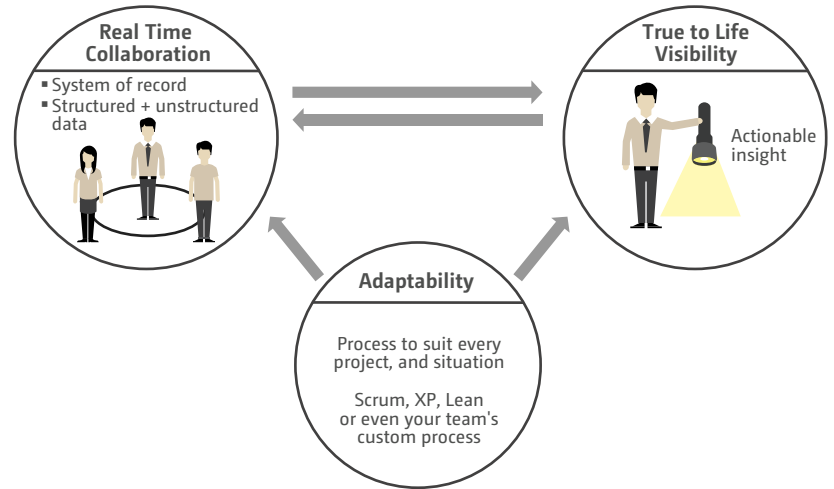 Real Time
Collaboration
▪ System of record
▪ Structured + unstructured
data
True to Life
Visibility
Actionable
insight
Adaptability
Process to suit every
project, and situation
Scrum, XP, Lean
or even your team's
custom process